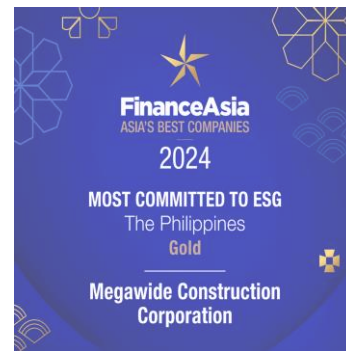 FinanceAsia
ASIA'S BEST COMPANIES
2024
MOST COMMITTED TO ESG
The Philippines
Gold
Megawide Construction
Corporation